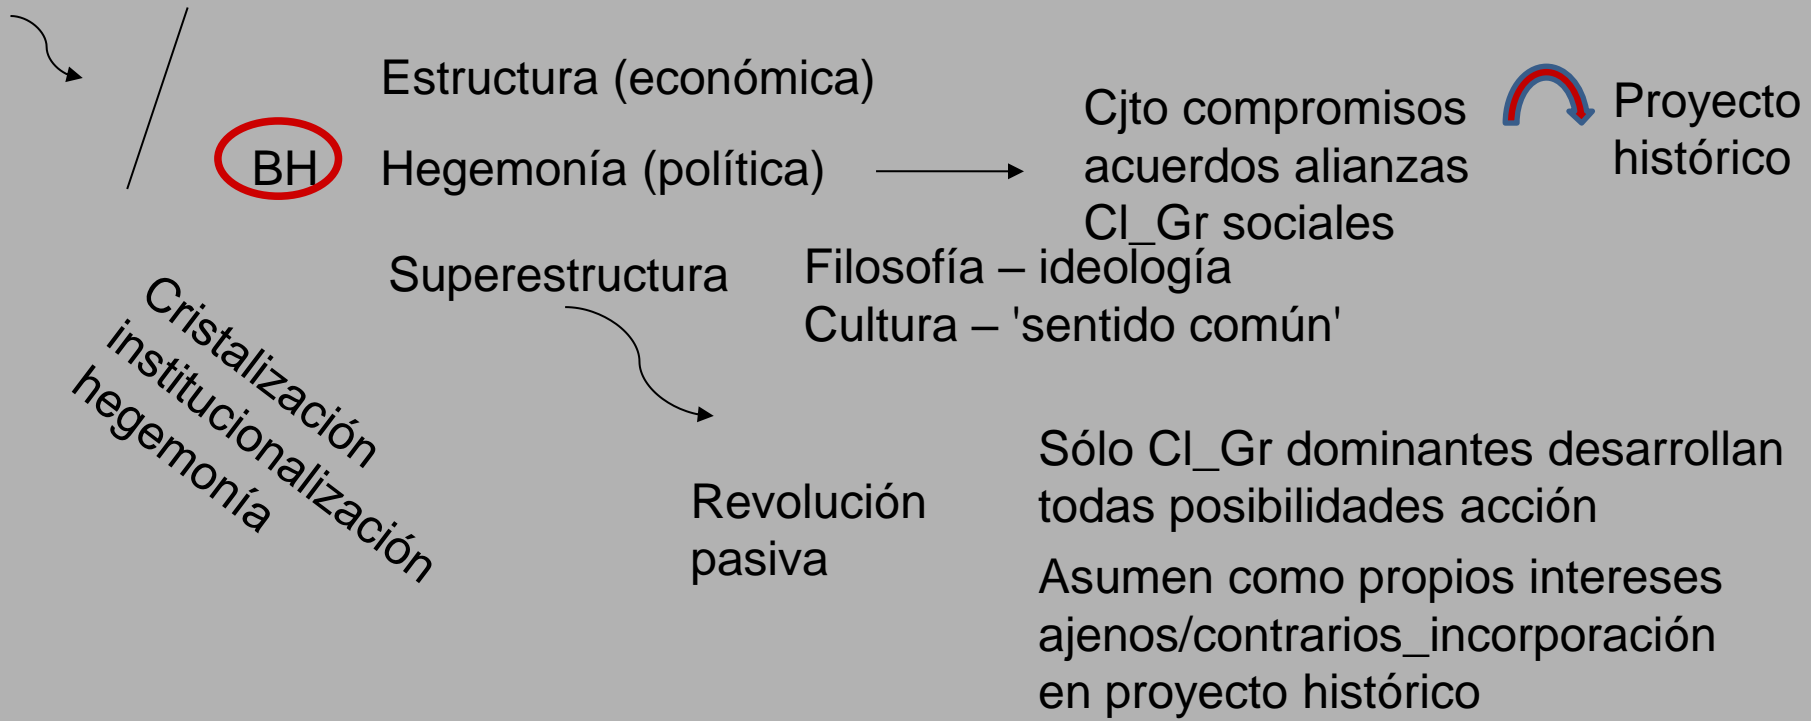 Estructura (económica)
BH
Hegemonía (política)
Cjto compromisos
acuerdos alianzas
Cl_Gr sociales
Proyecto
histórico
Superestructura
Filosofía – ideología
Cultura – 'sentido común'
Cristalización
institucionalización
hegemonía
Revolución
pasiva
Sólo Cl_Gr dominantes desarrollan
todas posibilidades acción
Asumen como propios intereses
ajenos/contrarios_incorporación
en proyecto histórico